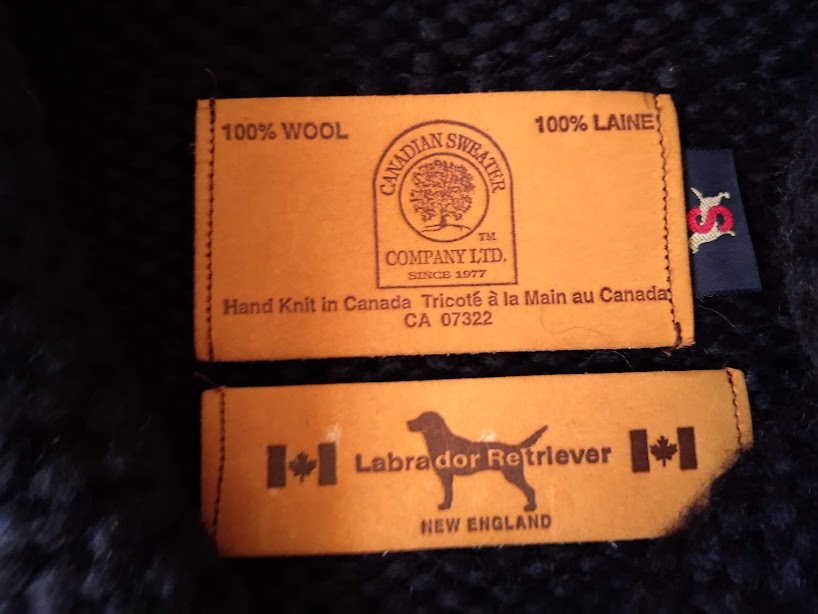 100% WOOL
100% LAINE
CANADIAN SWEATER
TM
COMPANY LTD.
SINCE 1977
Hand Knit in Canada Tricoté à la Main au Canada
CA 07322
S
Labrador Retriever
NEW ENGLAND